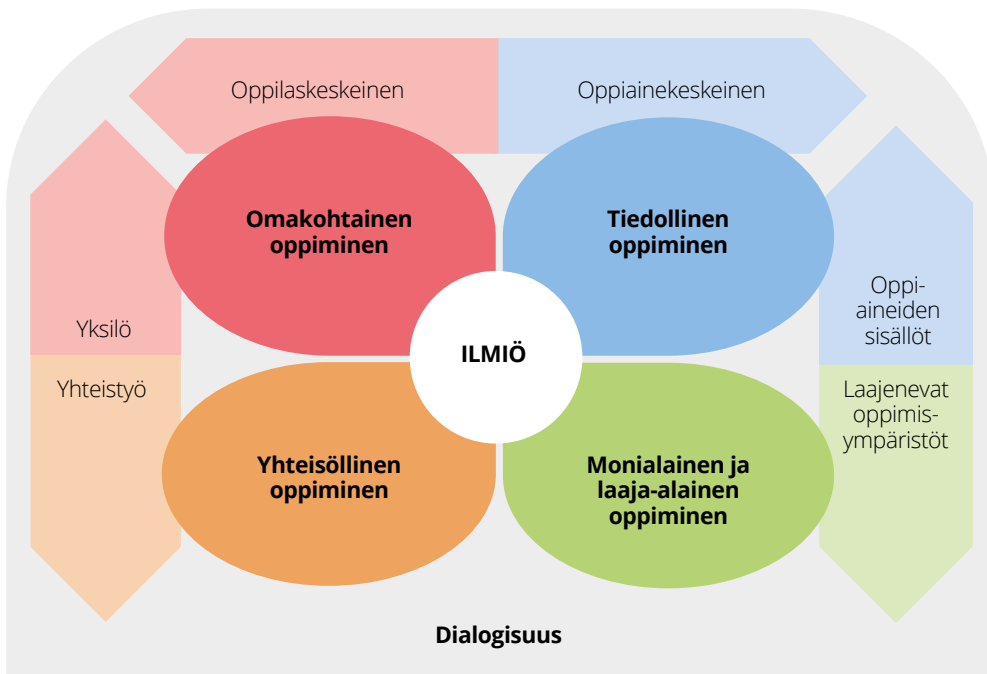 Oppilaskeskeinen
Oppiainekeskeinen
Omakohtainen
oppiminen
Tiedollinen
oppiminen
Yksilö
Oppi-
aineiden
sisällöt
ILMIÖ
Yhteistyö
Laajenevat
oppimis-
ympäristöt
Yhteisöllinen
oppiminen
Monialainen ja
laaja-alainen
oppiminen
Dialogisuus